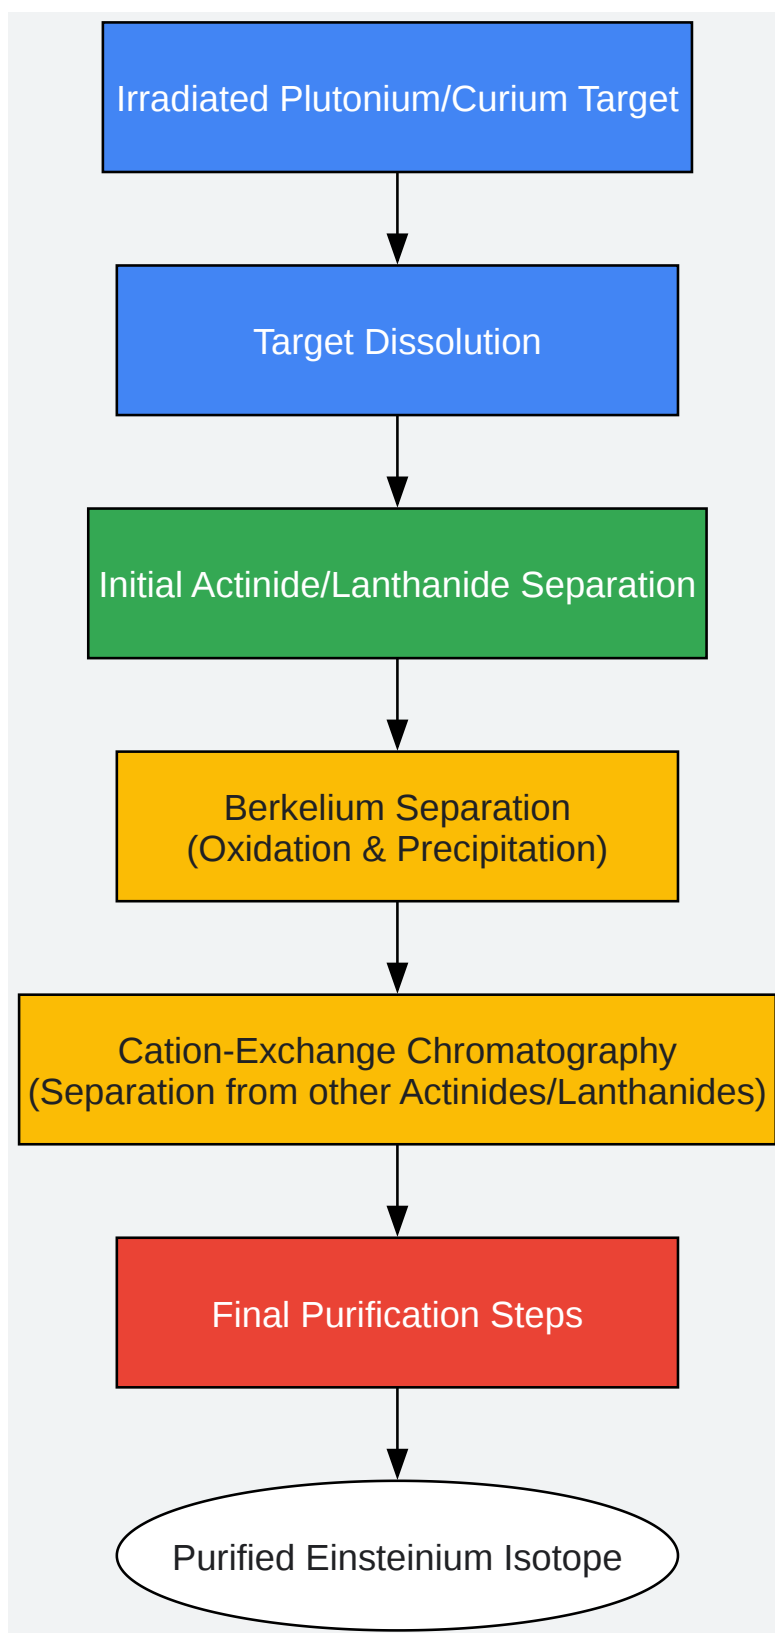 Irradiated Plutonium/Curium Target
Target Dissolution
Initial Actinide/Lanthanide Separation
Berkelium Separation
(Oxidation & Precipitation)
Cation-Exchange Chromatography
(Separation from other Actinides/Lanthanides)
Final Purification Steps
Purified Einsteinium Isotope